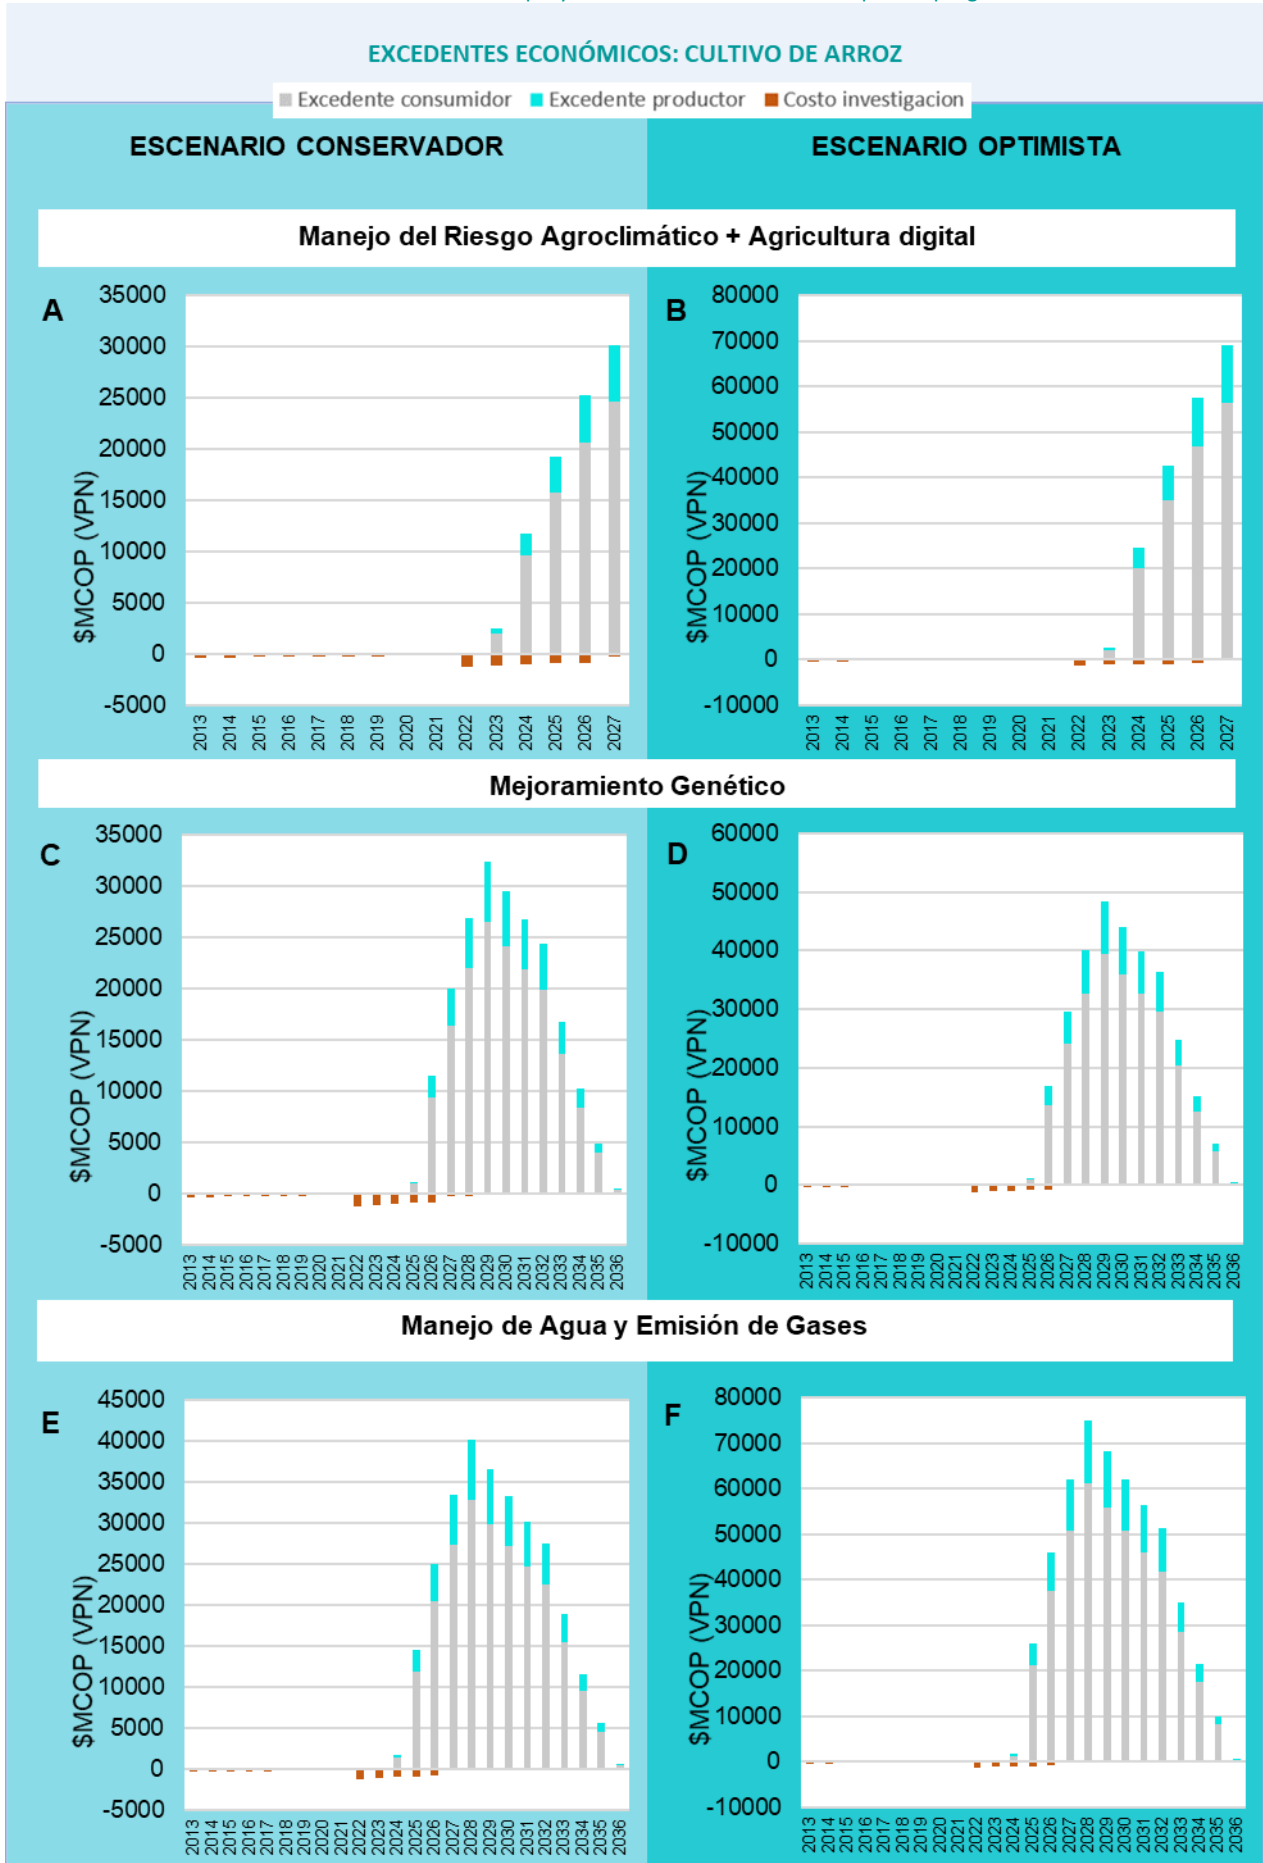 EXCEDENTES ECONÓMICOS: CULTIVO DE ARROZ
Excedente consumidor Excedente productor Costo investigacion
ESCENARIO CONSERVADOR ESCENARIO OPTIMISTA
Manejo del Riesgo Agroclimático + Agricultura digital
A
$MCOP (VPN)
35000
30000
25000
20000
15000
10000
5000
0
-5000
2013 2014 2015 2016 2017 2018 2019 2020 2021 2022 2023 2024 2025 2026 2027
B
$MCOP (VPN)
80000
70000
60000
50000
40000
30000
20000
10000
0
-10000
2013 2014 2015 2016 2017 2018 2019 2020 2021 2022 2023 2024 2025 2026 2027
Mejoramiento Genético
C
$MCOP (VPN)
35000
30000
25000
20000
15000
10000
5000
0
-5000
2013 2014 2015 2016 2017 2018 2019 2020 2021 2022 2023 2024 2025 2026 2027 2028 2029 2030 2031 2032 2033 2034 2035 2036
D
$MCOP (VPN)
60000
50000
40000
30000
20000
10000
0
-10000
2013 2014 2015 2016 2017 2018 2019 2020 2021 2022 2023 2024 2025 2026 2027 2028 2029 2030 2031 2032 2033 2034 2035 2036
Manejo de Agua y Emisión de Gases
E
$MCOP (VPN)
45000
40000
35000
30000
25000
20000
15000
10000
5000
0
-5000
2013 2014 2015 2016 2017 2018 2019 2020 2021 2022 2023 2024 2025 2026 2027 2028 2029 2030 2031 2032 2033 2034 2035 2036
F
$MCOP (VPN)
80000
70000
60000
50000
40000
30000
20000
10000
0
-10000
2013 2014 2015 2016 2017 2018 2019 2020 2021 2022 2023 2024 2025 2026 2027 2028 2029 2030 2031 2032 2033 2034 2035 2036